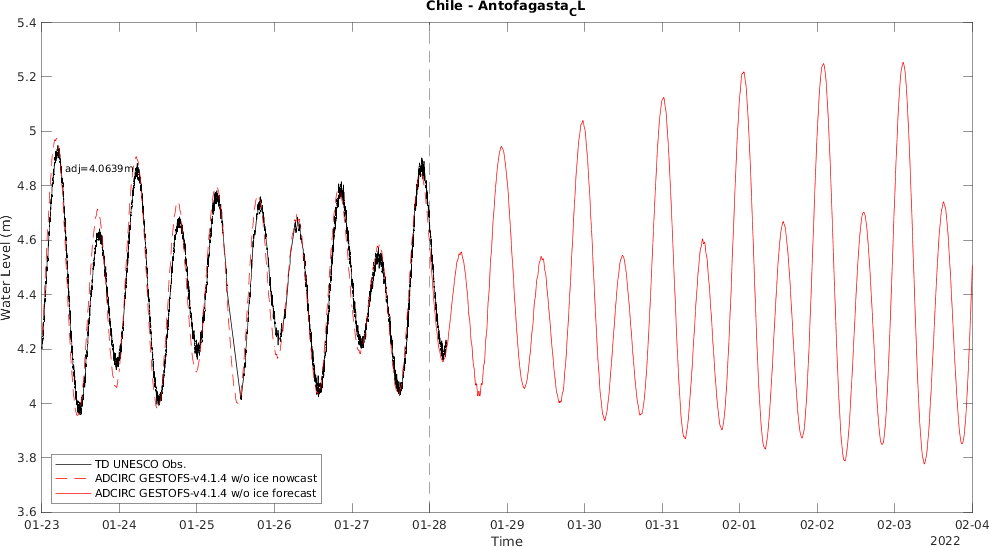 Chile - Antofagasta_CL
5.4
5.2
5
4.8
4.6
4.4
4.2
4
3.8
3.6
Water Level (m)
adj=4.0639m
TD UNESCO Obs.
ADCIRC GESTOFS-v4.1.4 w/o ice nowcast
ADCIRC GESTOFS-v4.1.4 w/o ice forecast
01-23 01-24 01-25 01-26 01-27 01-28 01-29 01-30 01-31 02-01 02-02 02-03 02-04
Time
2022